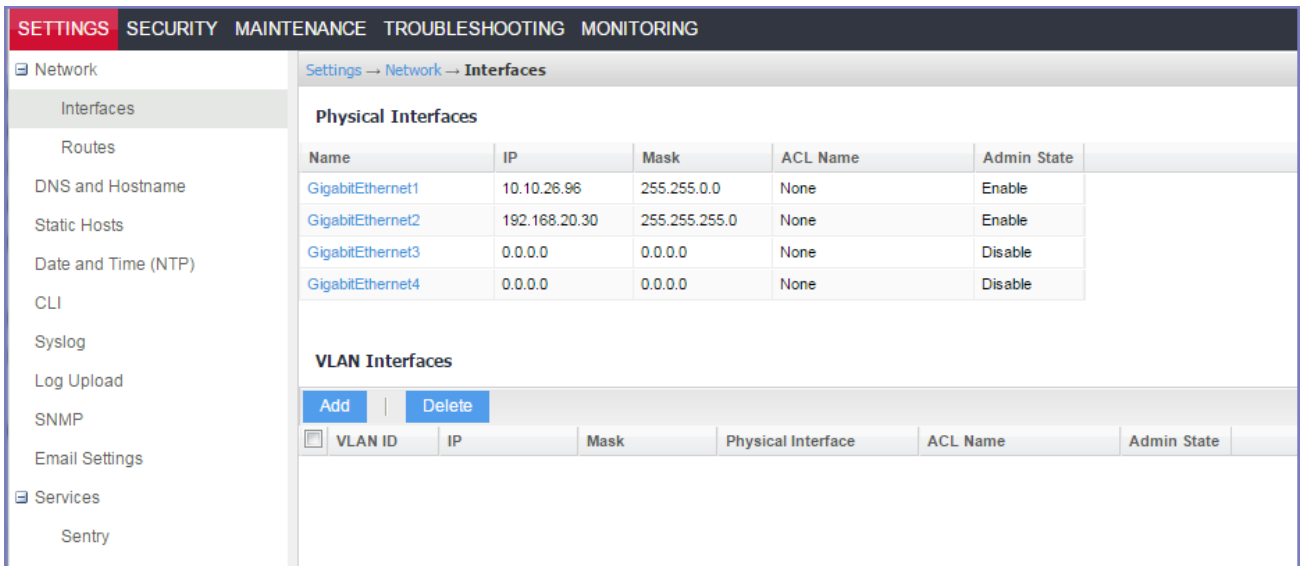 SETTINGS SECURITY MAINTENANCE TROUBLESHOOTING MONITORING
Network
Interfaces
Routes
DNS and Hostname
Static Hosts
Date and Time (NTP)
CLI
Syslog
Log Upload
SNMP
Email Settings
Services
Sentry
Settings → Network → Interfaces
Physical Interfaces
Name IP Mask ACL Name Admin State
GigabitEthernet1 10.10.26.96 255.255.0.0 None Enable
GigabitEthernet2 192.168.20.30 255.255.255.0 None Enable
GigabitEthernet3 0.0.0.0 0.0.0.0 None Disable
GigabitEthernet4 0.0.0.0 0.0.0.0 None Disable
VLAN Interfaces
Add | Delete
VLAN ID IP Mask Physical Interface ACL Name Admin State